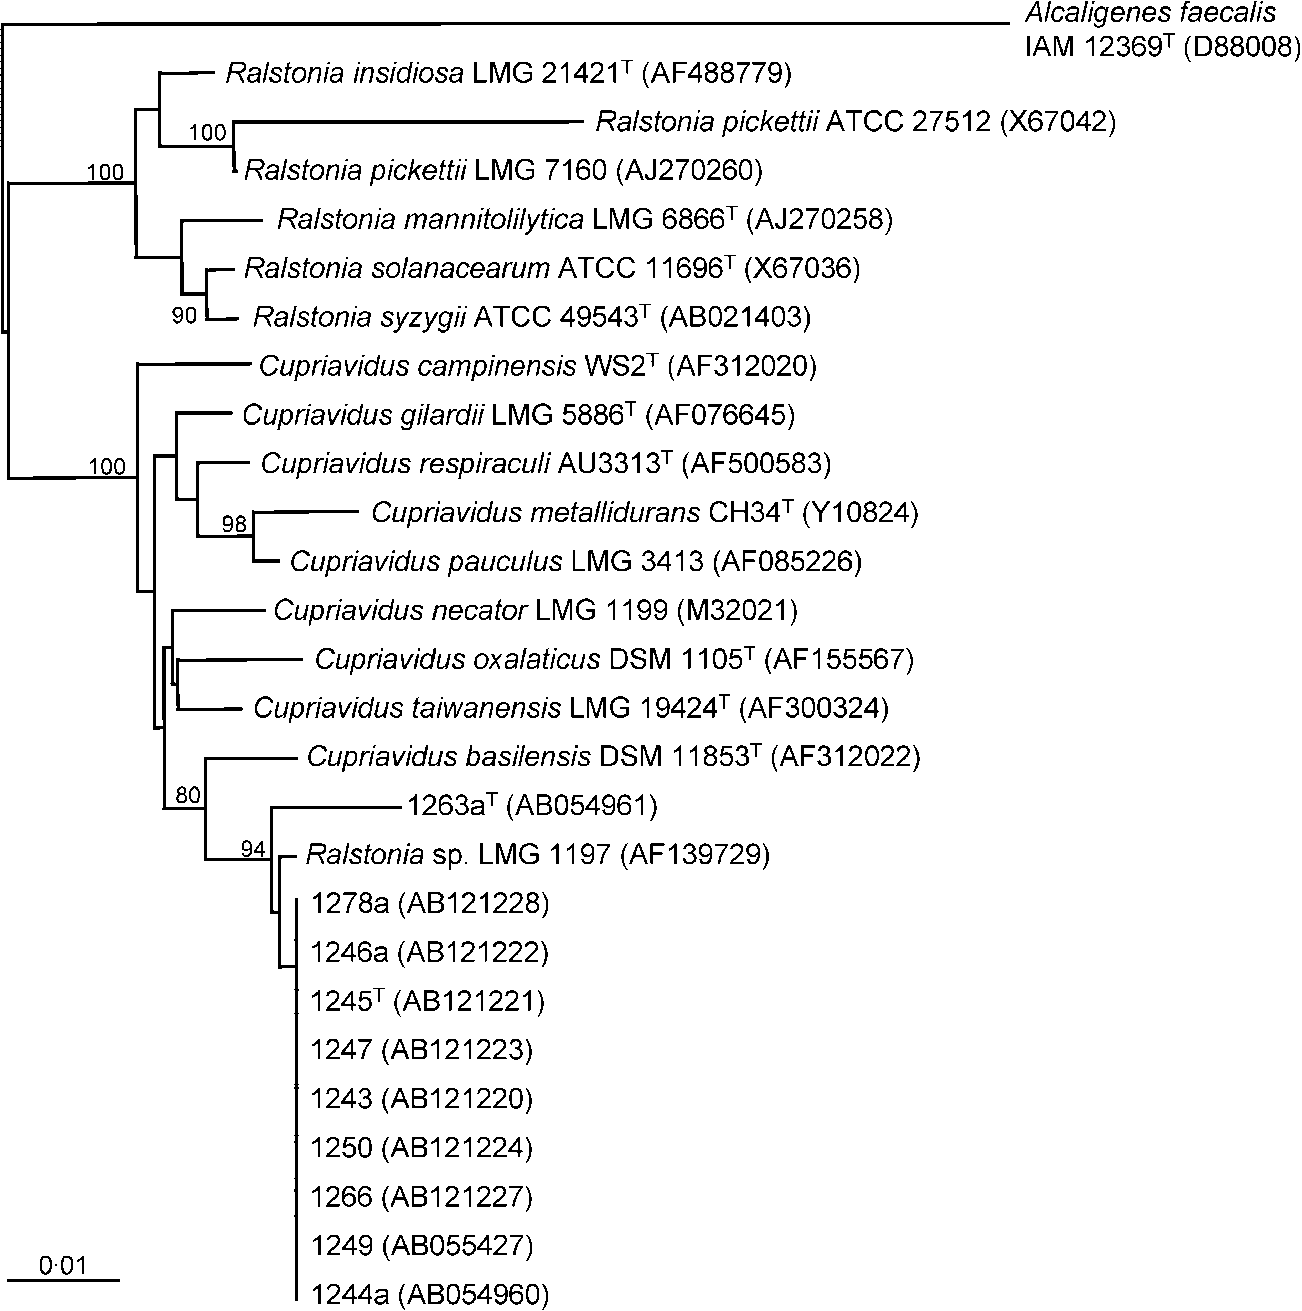 Alcaligenes faecalis
IAM 12369ᵀ (D88008)
Ralstonia insidiosa LMG 21421ᵀ (AF488779)
100
Ralstonia pickettii ATCC 27512 (X67042)
100
Ralstonia pickettii LMG 7160 (AJ270260)
Ralstonia mannitolilytica LMG 6866ᵀ (AJ270258)
Ralstonia solanacearum ATCC 11696ᵀ (X67036)
90
Ralstonia syzygii ATCC 49543ᵀ (AB021403)
Cupriavidus campinensis WS2ᵀ (AF312020)
Cupriavidus gilardii LMG 5886ᵀ (AF076645)
100
Cupriavidus respiraculi AU3313ᵀ (AF500583)
98
Cupriavidus metallidurans CH34ᵀ (Y10824)
Cupriavidus pauculus LMG 3413 (AF085226)
Cupriavidus necator LMG 1199 (M32021)
Cupriavidus oxalaticus DSM 1105ᵀ (AF155567)
Cupriavidus taiwanensis LMG 19424ᵀ (AF300324)
Cupriavidus basilensis DSM 11853ᵀ (AF312022)
80
1263aᵀ (AB054961)
94
Ralstonia sp. LMG 1197 (AF139729)
1278a (AB121228)
1246a (AB121222)
1245ᵀ (AB121221)
1247 (AB121223)
1243 (AB121220)
1250 (AB121224)
1266 (AB121227)
1249 (AB055427)
0·01
1244a (AB054960)